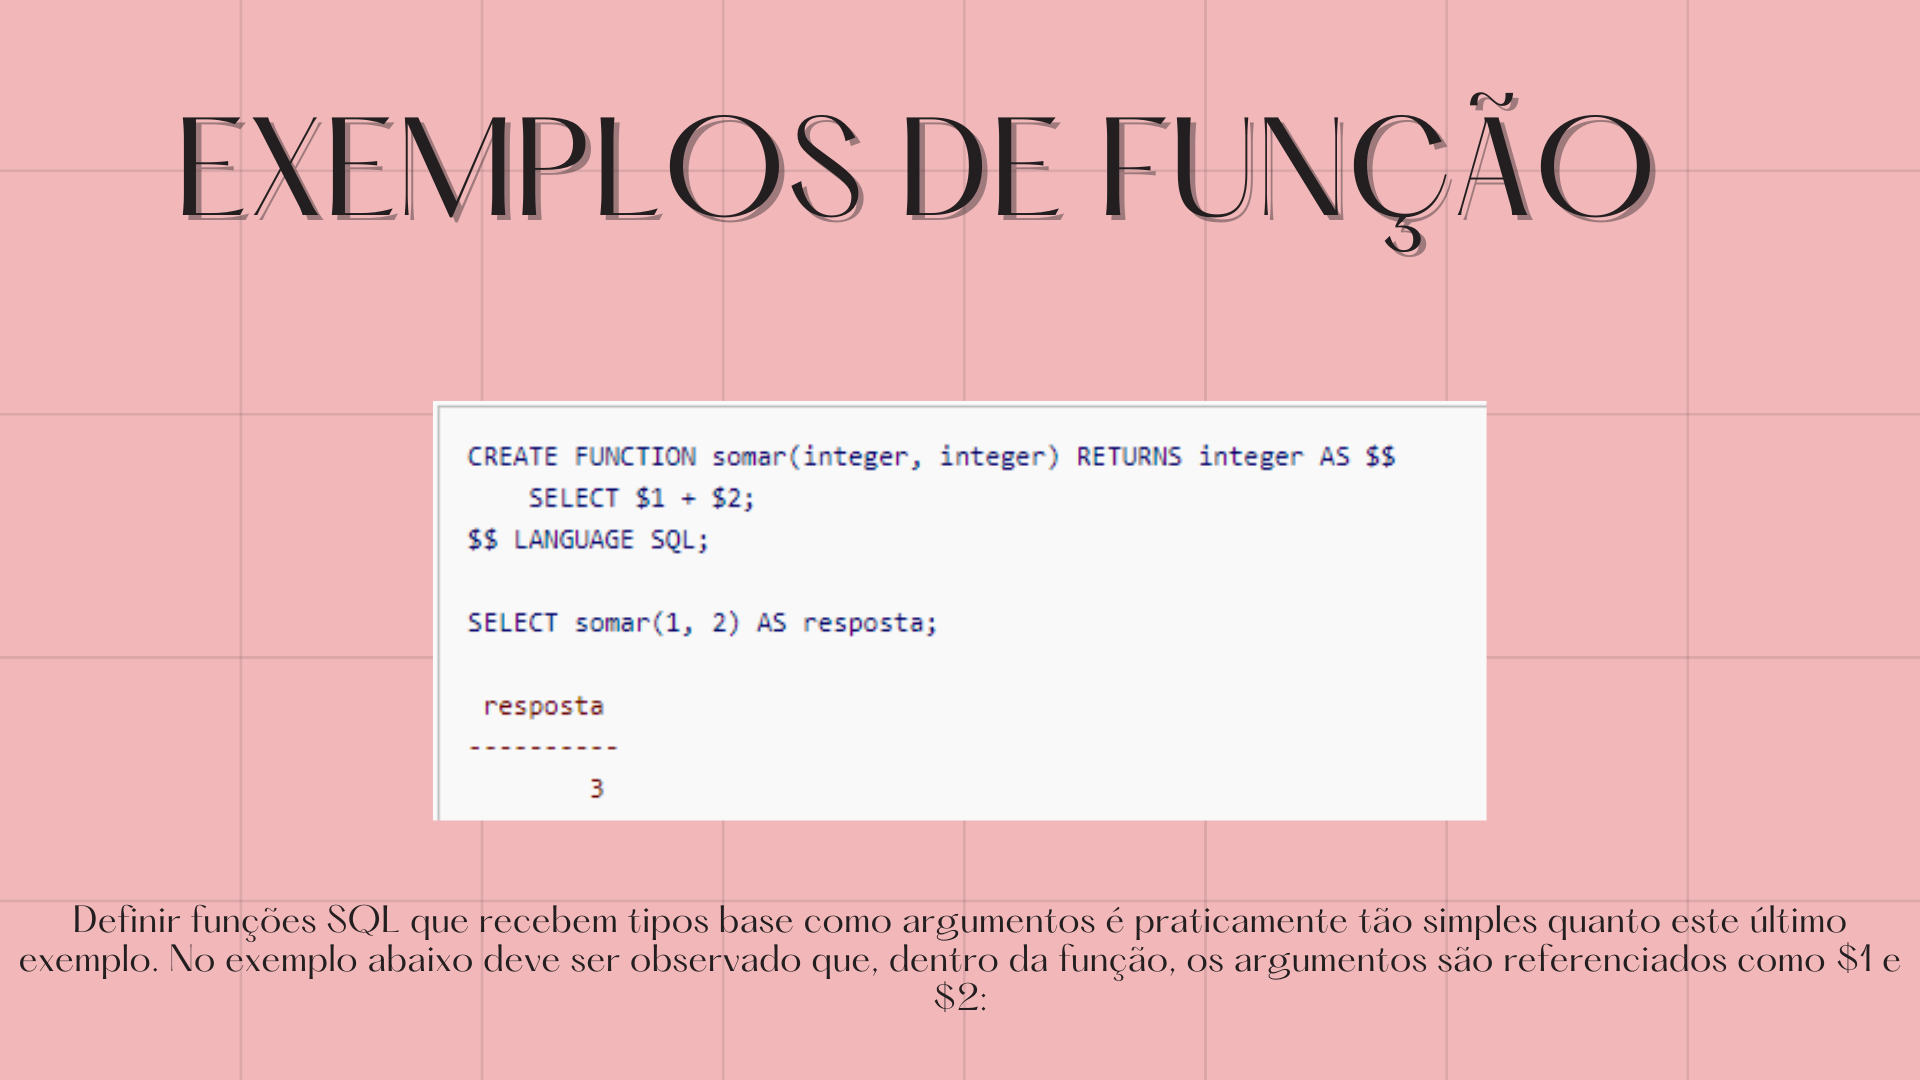 EXEMPLOS DE FUNÇÃO
CREATE FUNCTION somar(integer, integer) RETURNS integer AS $$
    SELECT $1 + $2;
$$ LANGUAGE SQL;
SELECT somar(1, 2) AS resposta;
 resposta
----------
        3
Definir funções SQL que recebem tipos base como argumentos é praticamente tão simples quanto este último
exemplo. No exemplo abaixo deve ser observado que, dentro da função, os argumentos são referenciados como $1 e
$2: